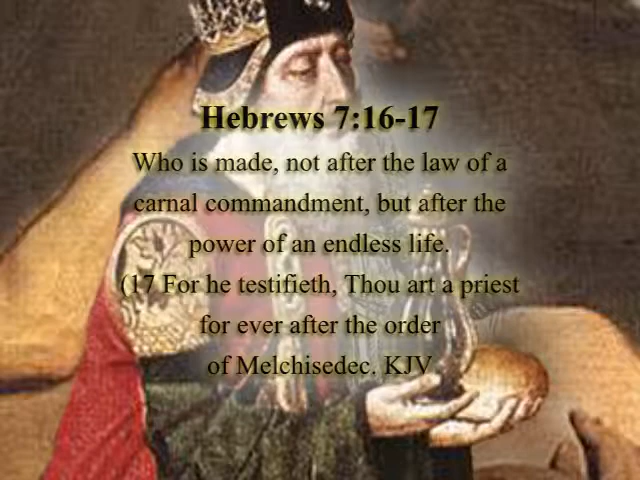 Hebrews 7:16-17
Who is made, not after the law of a
carnal commandment, but after the
power of an endless life.
(17 For he testifieth, Thou art a priest
for ever after the order
of Melchisedec. KJV